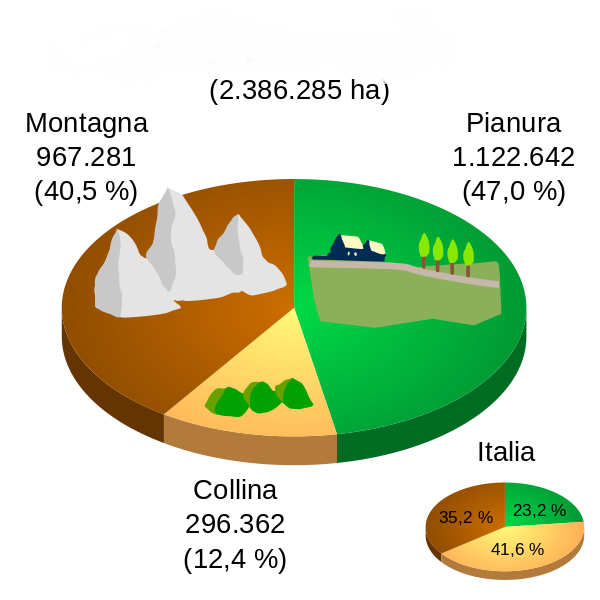 (2.386.285 ha)
Montagna
967.281
(40,5 %)
Pianura
1.122.642
(47,0 %)
Collina
296.362
(12,4 %)
Italia
35,2 %
23,2 %
41,6 %